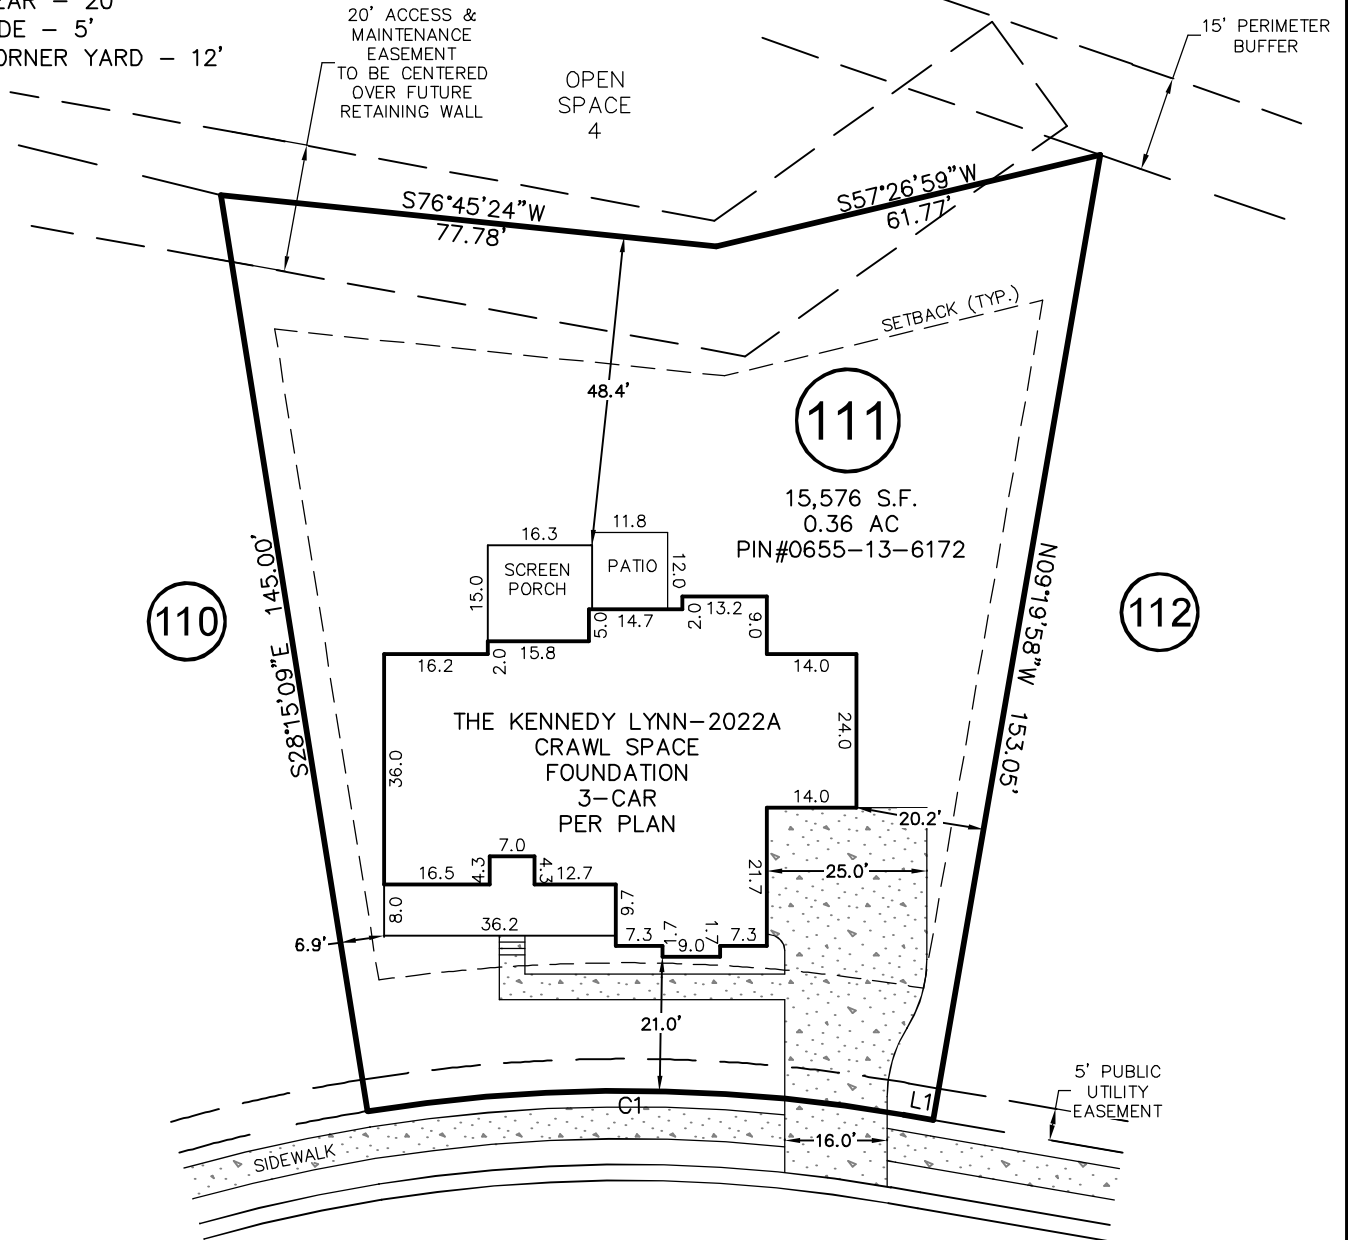 DE – 5'
ORNER YARD – 12'
20' ACCESS &
MAINTENANCE
EASEMENT
TO BE CENTERED
OVER FUTURE
RETAINING WALL
OPEN
SPACE
4
15' PERIMETER
BUFFER
S76°45'24"W
77.78'
S57°26'59"W
61.77'
SETBACK (TYP.)
48.4'
111
15,576 S.F.
0.36 AC
PIN#0655-13-6172
110
112
S28°15'09"E 145.00'
N09°19'58"W 153.05'
16.3
11.8
SCREEN
PORCH
PATIO
15.0
12.0
5.0
14.7
2.0
13.2
9.0
16.2
2.0
15.8
14.0
THE KENNEDY LYNN-2022A
CRAWL SPACE
FOUNDATION
3-CAR
PER PLAN
36.0
24.0
14.0
20.2'
7.0
16.5
4.3
4.3
12.7
21.7
25.0'
8.0
36.2
9.7
7.3
1.7
9.0
1.7
7.3
6.9'
21.0'
C1
L1
5' PUBLIC
UTILITY
EASEMENT
16.0'
SIDEWALK